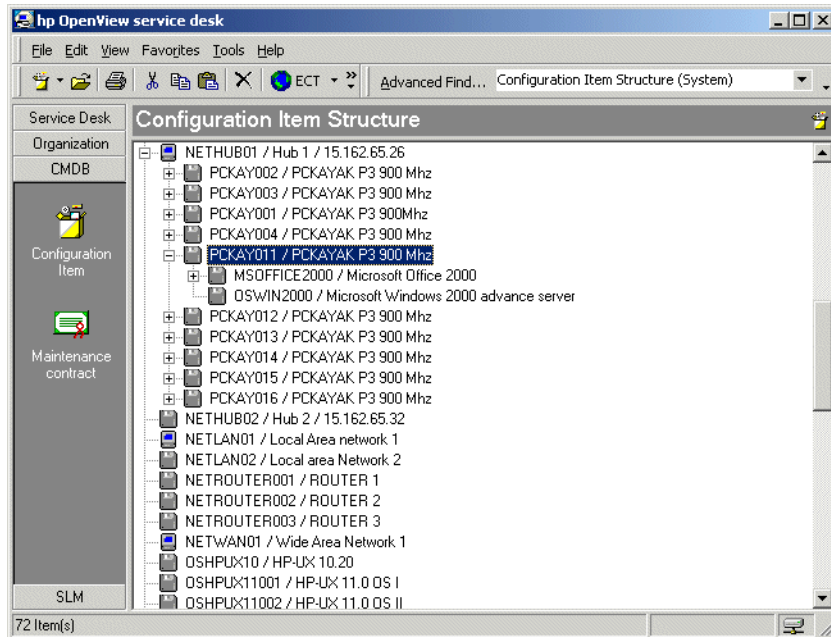 hp OpenView service desk
File Edit View Favorites Tools Help
ECT Advanced Find... Configuration Item Structure (System)
Service Desk
Organization
CMDB
Configuration Item
Maintenance contract
SLM
Configuration Item Structure
NETHUB01 / Hub 1 / 15.162.65.26
PCKAY002 / PCKAYAK P3 900 Mhz
PCKAY003 / PCKAYAK P3 900 Mhz
PCKAY001 / PCKAYAK P3 900Mhz
PCKAY004 / PCKAYAK P3 900 Mhz
PCKAY011 / PCKAYAK P3 900 Mhz
MSOFFICE2000 / Microsoft Office 2000
OSWIN2000 / Microsoft Windows 2000 advance server
PCKAY012 / PCKAYAK P3 900 Mhz
PCKAY013 / PCKAYAK P3 900 Mhz
PCKAY014 / PCKAYAK P3 900 Mhz
PCKAY015 / PCKAYAK P3 900 Mhz
PCKAY016 / PCKAYAK P3 900 Mhz
NETHUB02 / Hub 2 / 15.162.65.32
NETLAN01 / Local Area network 1
NETLAN02 / Local area Network 2
NETROUTER001 / ROUTER 1
NETROUTER002 / ROUTER 2
NETROUTER003 / ROUTER 3
NETWAN01 / Wide Area Network 1
OSHPUX10 / HP-UX 10.20
OSHPUX11001 / HP-UX 11.0 OS I
OSHPUX11002 / HP-UX 11.0 OS II
72 Item(s)